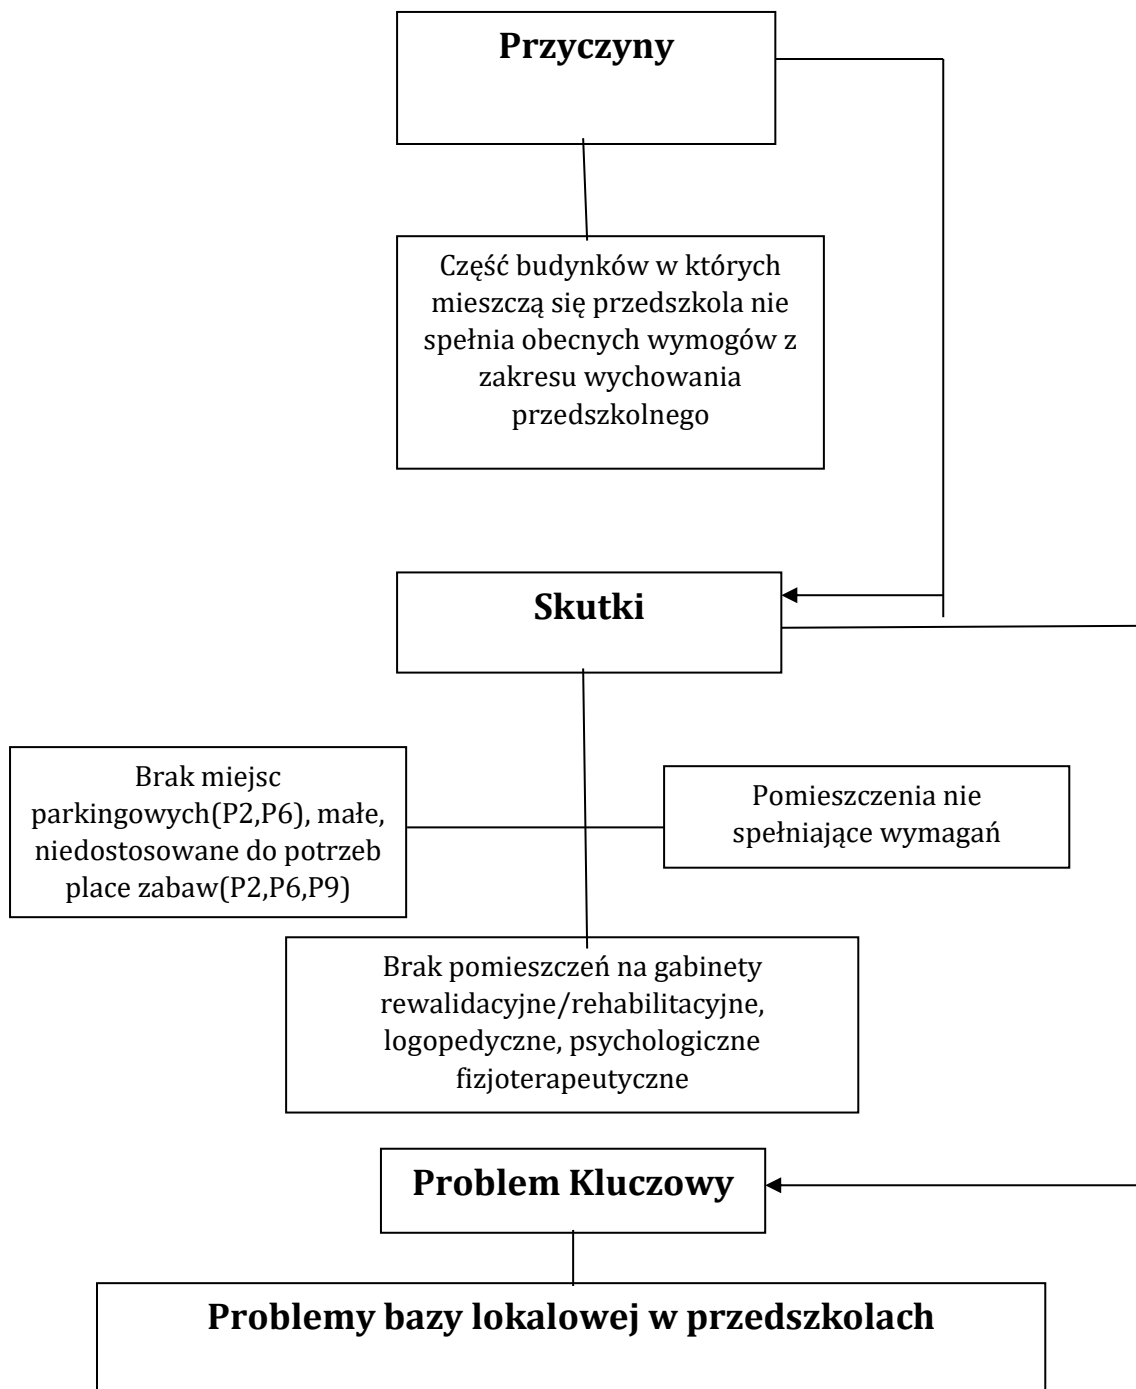 Przyczyny
Część budynków w których
mieszczą się przedszkola nie
spełnia obecnych wymogów z
zakresu wychowania
przedszkolnego
Skutki
Brak miejsc
parkingowych(P2,P6), małe,
niedostosowane do potrzeb
place zabaw(P2,P6,P9)
Pomieszczenia nie
spełniające wymagań
Brak pomieszczeń na gabinety
rewalidacyjne/rehabilitacyjne,
logopedyczne, psychologiczne
fizjoterapeutyczne
Problem Kluczowy
Problemy bazy lokalowej w przedszkolach